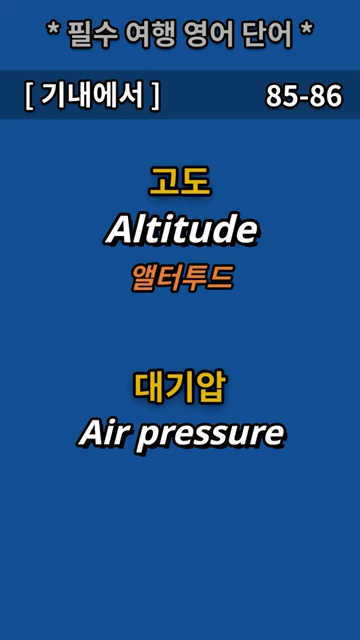 * 필수 여행 영어 단어 *
[ 기내에서 ] 85-86
고도
Altitude
앨터투드
대기압
Air pressure